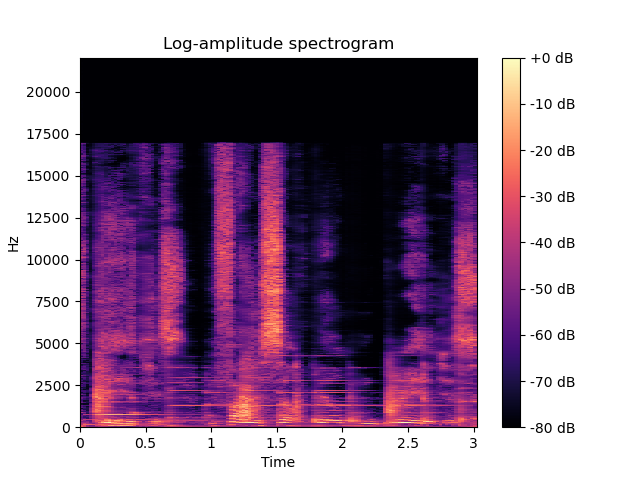 Log-amplitude spectrogram
20000
17500
15000
12500
10000
7500
5000
2500
0
Hz
0 0.5 1 1.5 2 2.5 3
Time
+0 dB
-10 dB
-20 dB
-30 dB
-40 dB
-50 dB
-60 dB
-70 dB
-80 dB